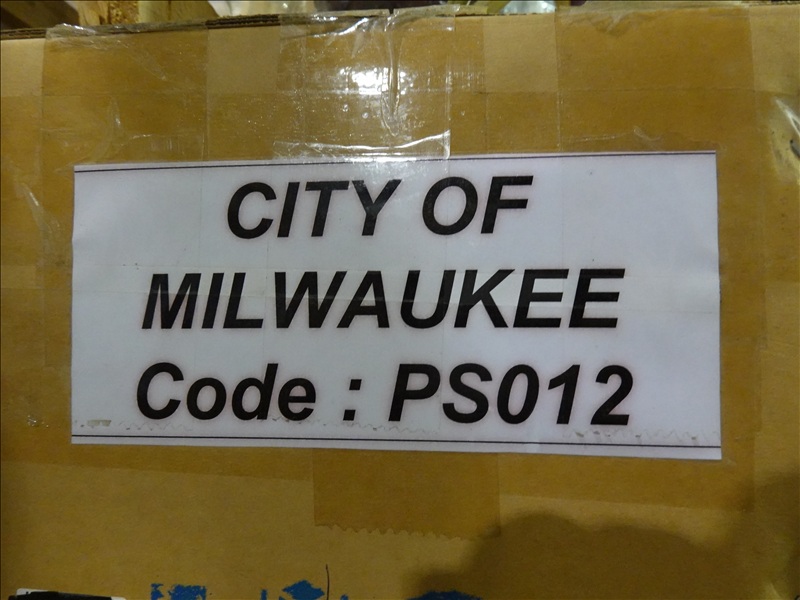 CITY OF
MILWAUKEE
Code : PS012